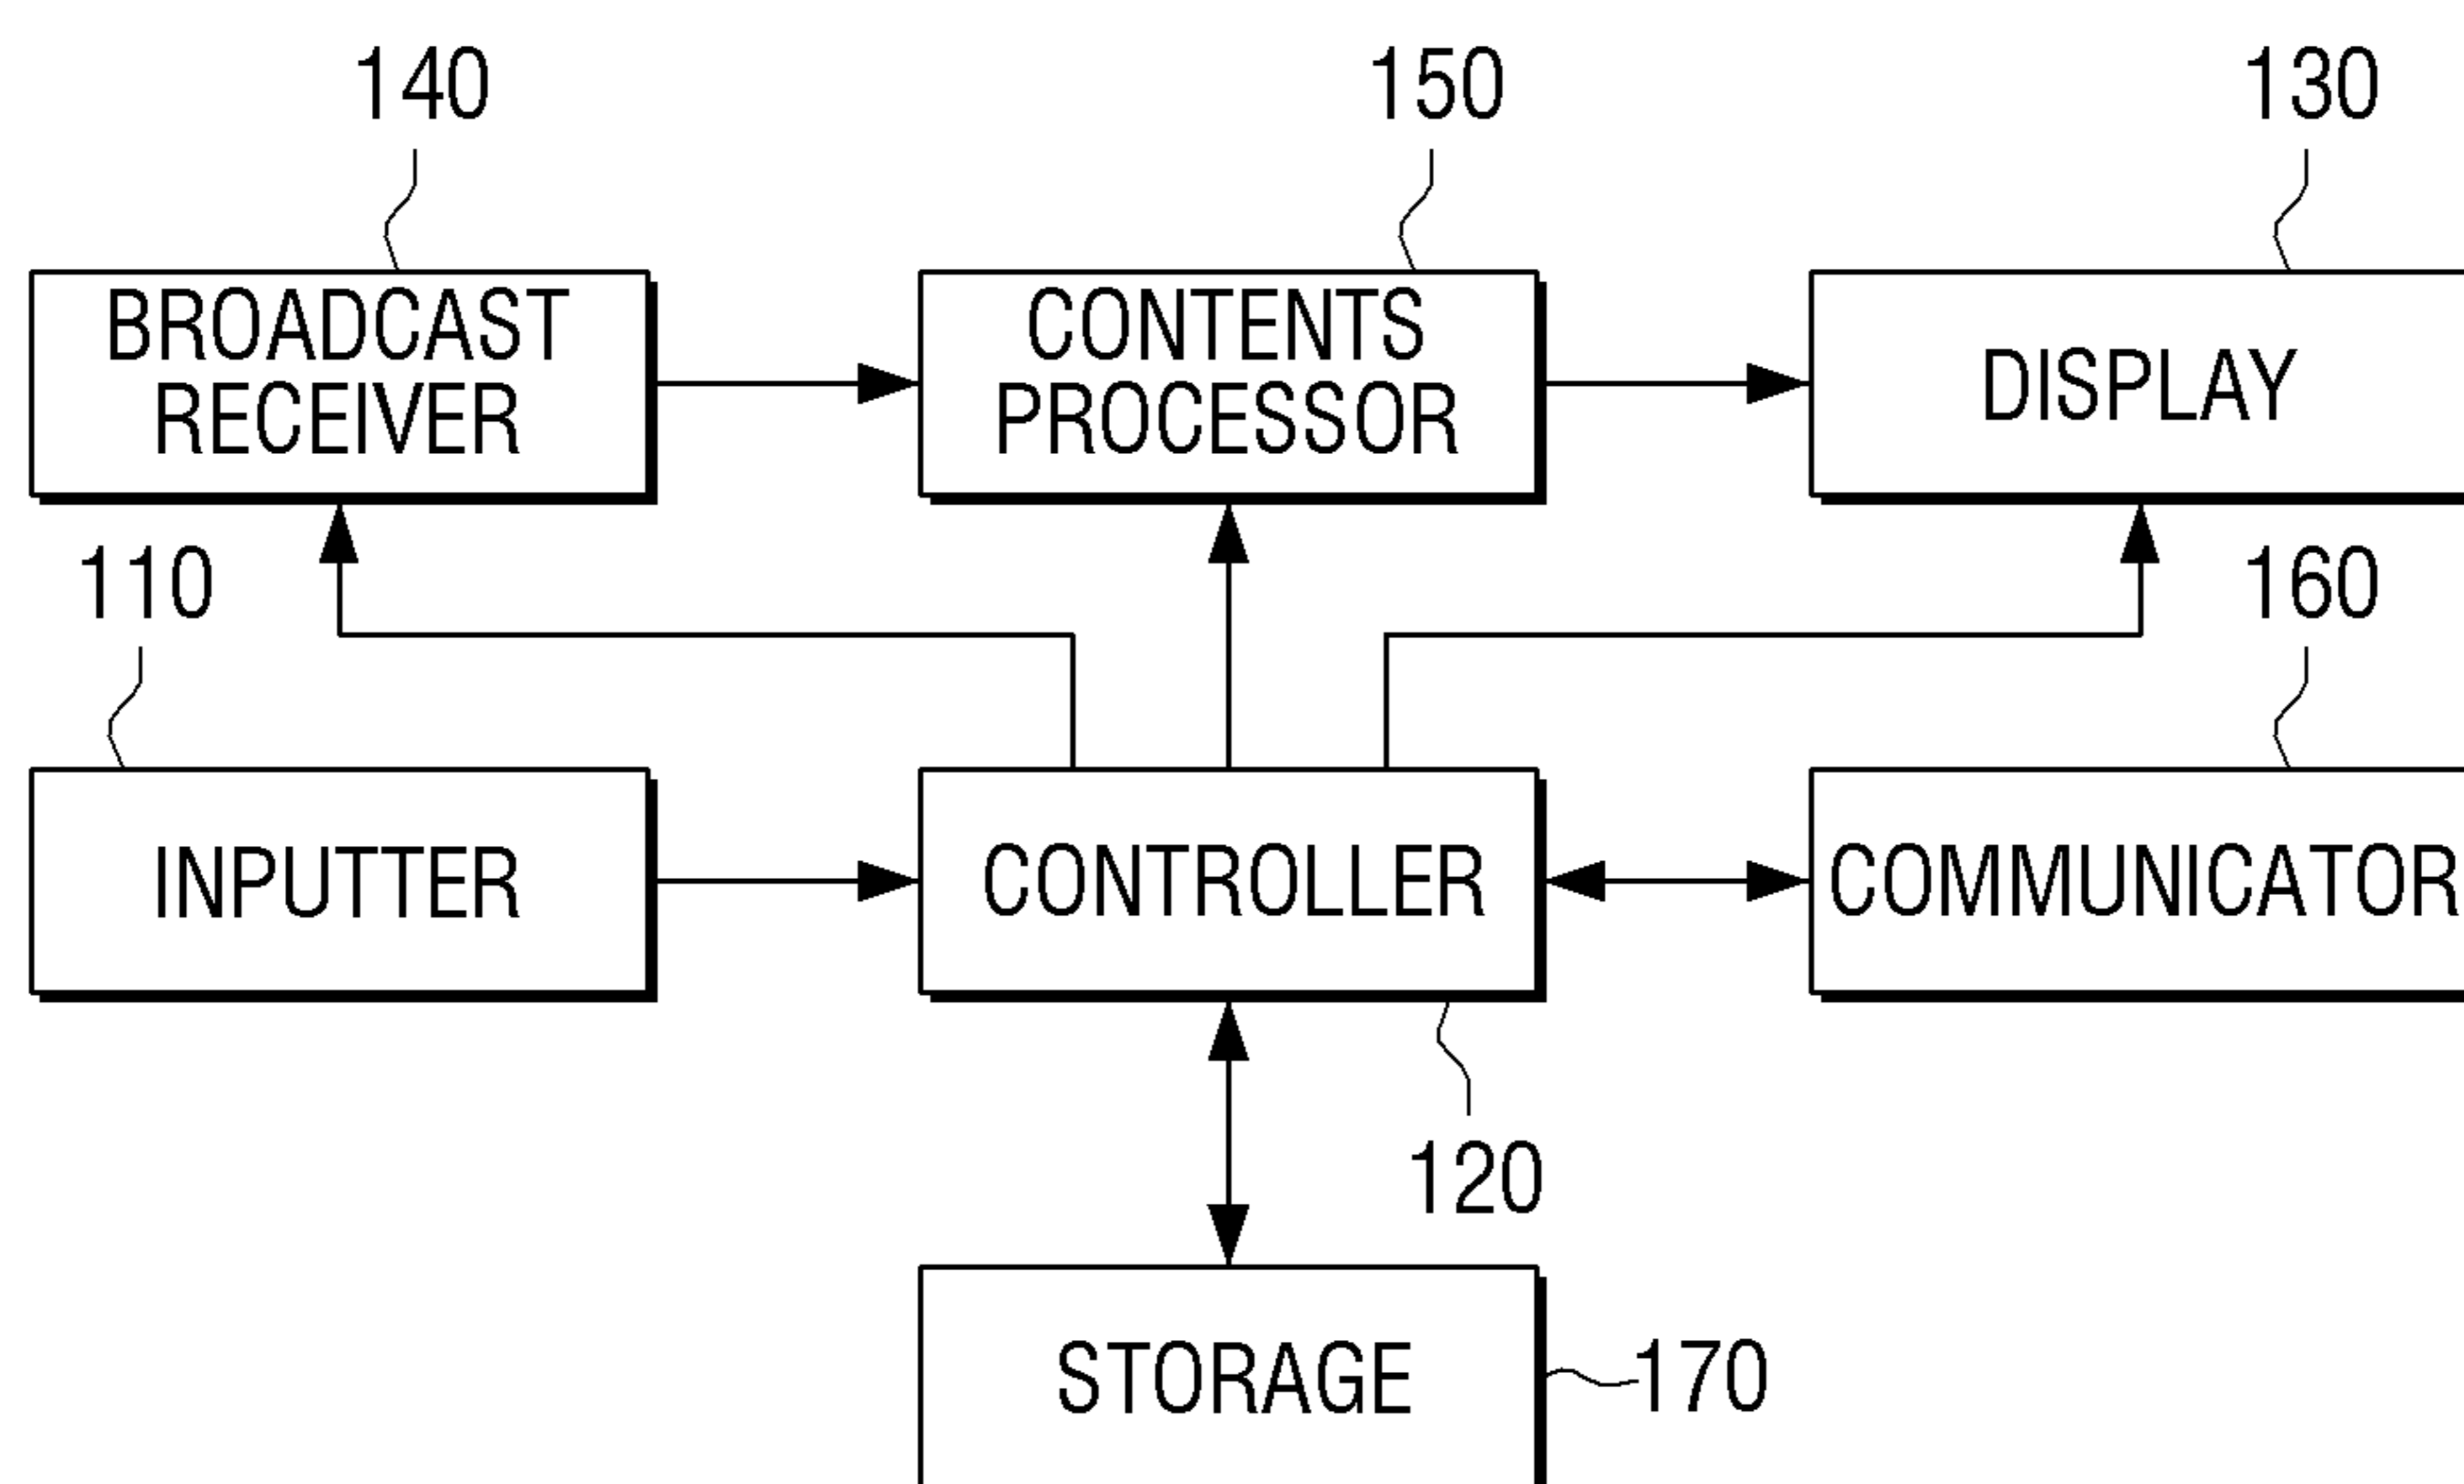 140
150
130
BROADCAST
RECEIVER
CONTENTS
PROCESSOR
DISPLAY
110
160
INPUTTER
CONTROLLER
COMMUNICATOR
120
STORAGE
170